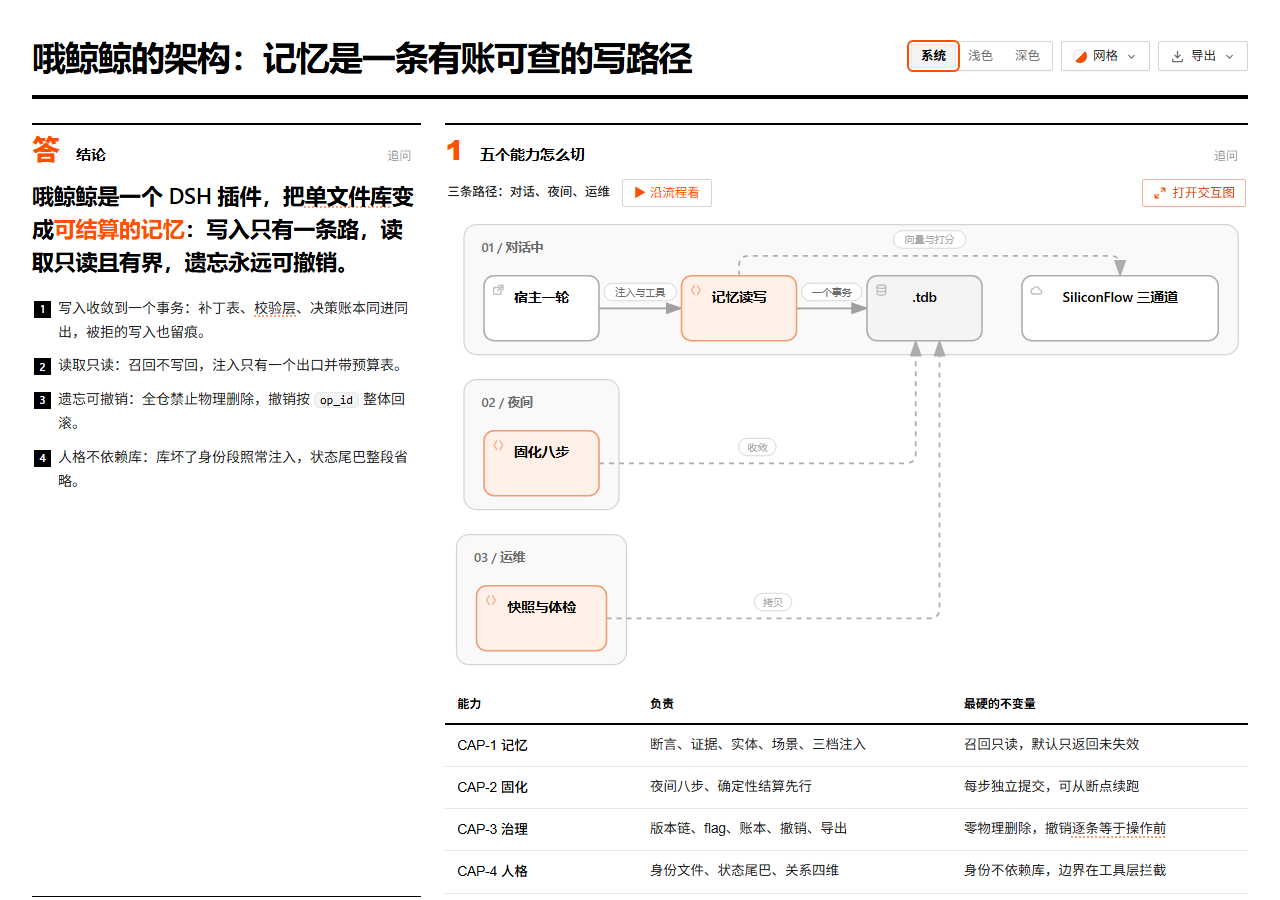 哦鲸鲸的架构：记忆是一条有账可查的写路径
系统 浅色 深色 网格 导出
答 结论 追问
哦鲸鲸是一个 DSH 插件，把单文件库变
成可结算的记忆：写入只有一条路，读
取只读且有界，遗忘永远可撤销。
1 写入收敛到一个事务：补丁表、校验层、决策账本同进同
出，被拒的写入也留痕。
2 读取只读：召回不写回，注入只有一个出口并带预算表。
3 遗忘可撤销：全仓禁止物理删除，撤销按 op_id 整体回
滚。
4 人格不依赖库：库坏了身份段照常注入，状态尾巴整段省
略。
1 五个能力怎么切 追问
三条路径：对话、夜间、运维 沿流程看 打开交互图
01 / 对话中
向量与打分
宿主一轮
注入与工具
记忆读写
一个事务
.tdb
SiliconFlow 三通道
02 / 夜间
固化八步
收敛
03 / 运维
快照与体检
拷贝
能力 负责 最硬的不变量
CAP-1 记忆 断言、证据、实体、场景、三档注入 召回只读，默认只返回未失效
CAP-2 固化 夜间八步、确定性结算先行 每步独立提交，可从断点续跑
CAP-3 治理 版本链、flag、账本、撤销、导出 零物理删除，撤销逐条等于操作前
CAP-4 人格 身份文件、状态尾巴、关系四维 身份不依赖库，边界在工具层拦截